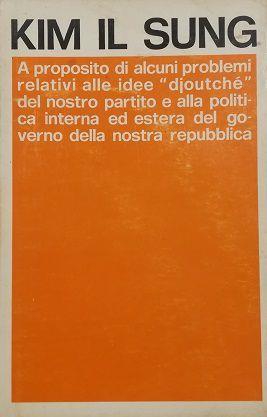 KIM IL SUNG
A proposito di alcuni problemi
relativi alle idee "djoutché"
del nostro partito e alla politi-
ca interna ed estera del go-
verno della nostra repubblica